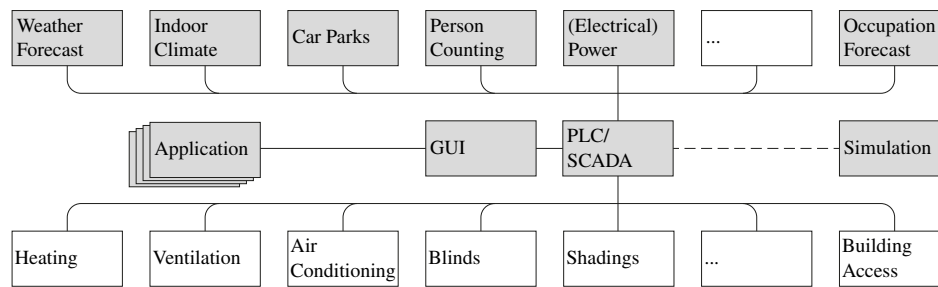 Weather
Forecast
Indoor
Climate
Car Parks
Person
Counting
(Electrical)
Power
...
Occupation
Forecast
Application
GUI
PLC/
SCADA
Simulation
Heating
Ventilation
Air
Conditioning
Blinds
Shadings
...
Building
Access